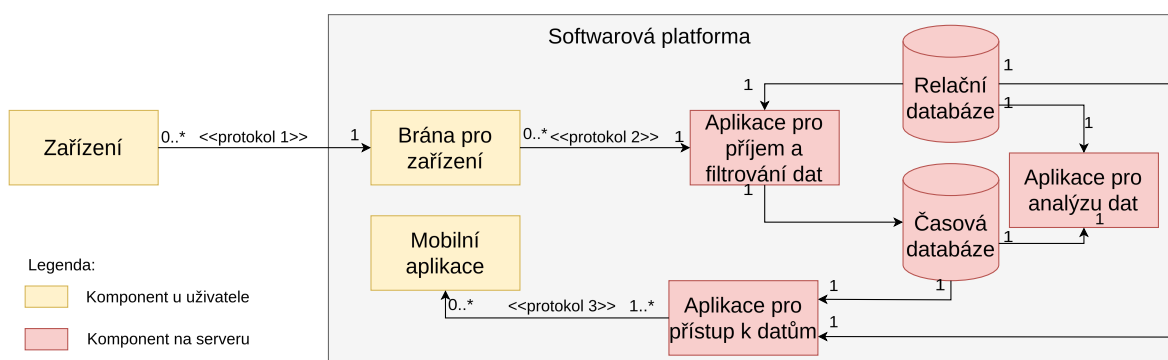 Softwarová platforma
Zařízení
0..*
<<protokol 1>>
1
Brána pro
zařízení
0..*
<<protokol 2>>
1
Aplikace pro
příjem a
filtrování dat
1
1
Relační
databáze
1
1
1
Aplikace pro
analýzu dat
1
Časová
databáze
1
1
Mobilní
aplikace
0..*
<<protokol 3>>
1..*
Aplikace pro
přístup k datům
1
1
Legenda:
Komponent u uživatele
Komponent na serveru